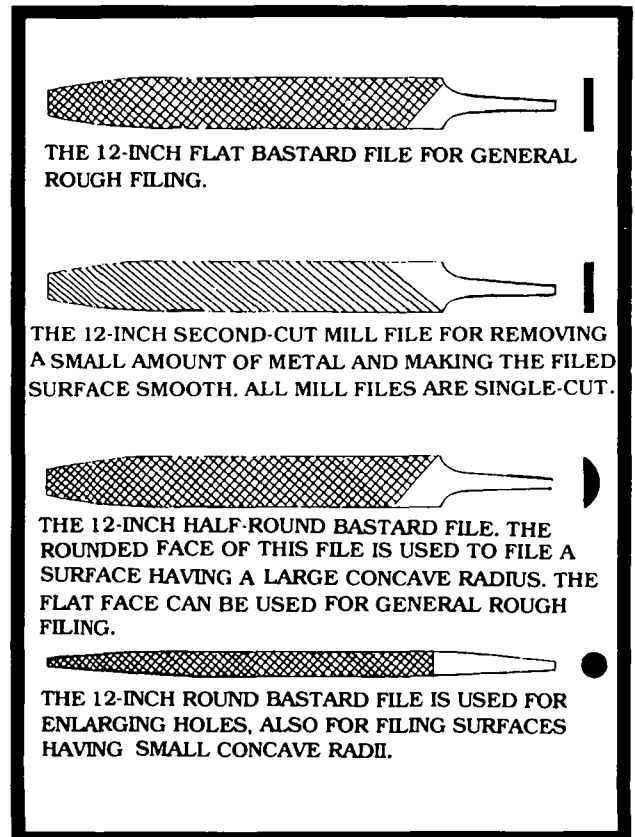 THE 12-INCH FLAT BASTARD FILE FOR GENERAL
ROUGH FILING.
THE 12-INCH SECOND-CUT MILL FILE FOR REMOVING
A SMALL AMOUNT OF METAL AND MAKING THE FILED
SURFACE SMOOTH. ALL MILL FILES ARE SINGLE-CUT.
THE 12-INCH HALF-ROUND BASTARD FILE. THE
ROUNDED FACE OF THIS FILE IS USED TO FILE A
SURFACE HAVING A LARGE CONCAVE RADIUS. THE
FLAT FACE CAN BE USED FOR GENERAL ROUGH
FILING.
THE 12-INCH ROUND BASTARD FILE IS USED FOR
ENLARGING HOLES, ALSO FOR FILING SURFACES
HAVING SMALL CONCAVE RADII.